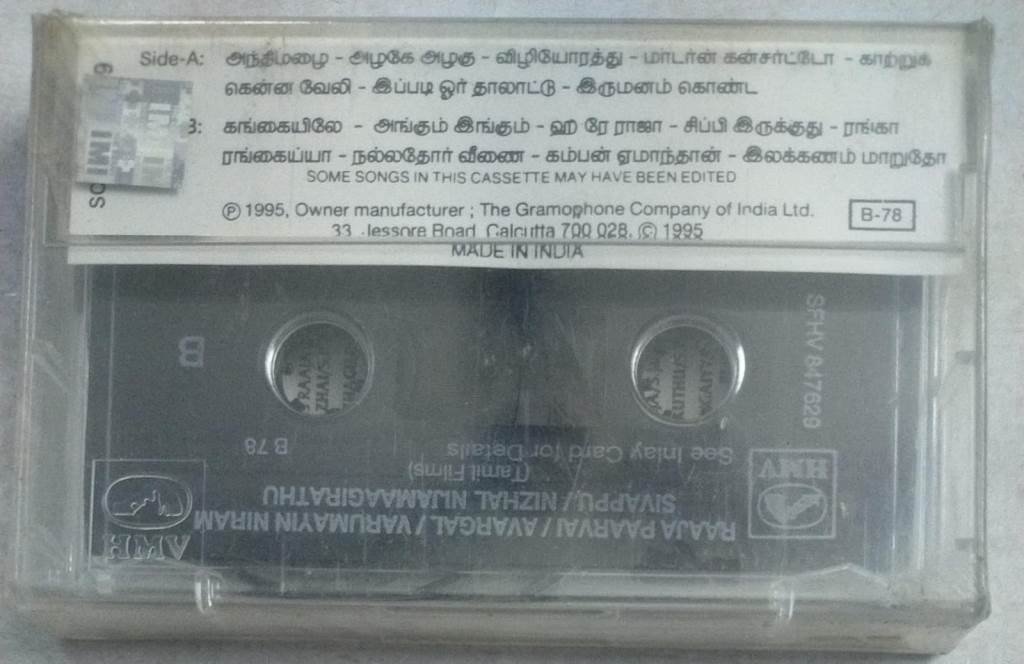 Side-A: அந்திமழை - அழகே அழகு - விழியோரத்து - மார்டர்ன் கன்சர்ட்டோ - காற்றுக்
கென்ன வேலி - இப்படி ஓர் தாலாட்டு - இருமனம் கொண்ட
B: கங்கையிலே - அங்கும் இங்கும் - ஹரே ராஜா - சிப்பி இருக்குது - ரங்கா
ரங்கைய்யா - நல்லதோர் வீணை - கம்பன் ஏமாந்தான் - இலக்கணம் மாறுதோ
SOME SONGS IN THIS CASSETTE MAY HAVE BEEN EDITED
Ⓟ 1995, Owner manufacturer ; The Gramophone Company of India Ltd.
B-78
33, Jessore Road, Calcutta 700 028. © 1995
MADE IN INDIA
SFHV 847629
B
B 78
See Inlay Card for Details
(Tamil Films)
RAAJA PAARVAI / AVARGAL / VARUMAYIN NIRAM
SIVAPPU / NIZHAL NIJAMAAGIRATHU
HMV
HMV